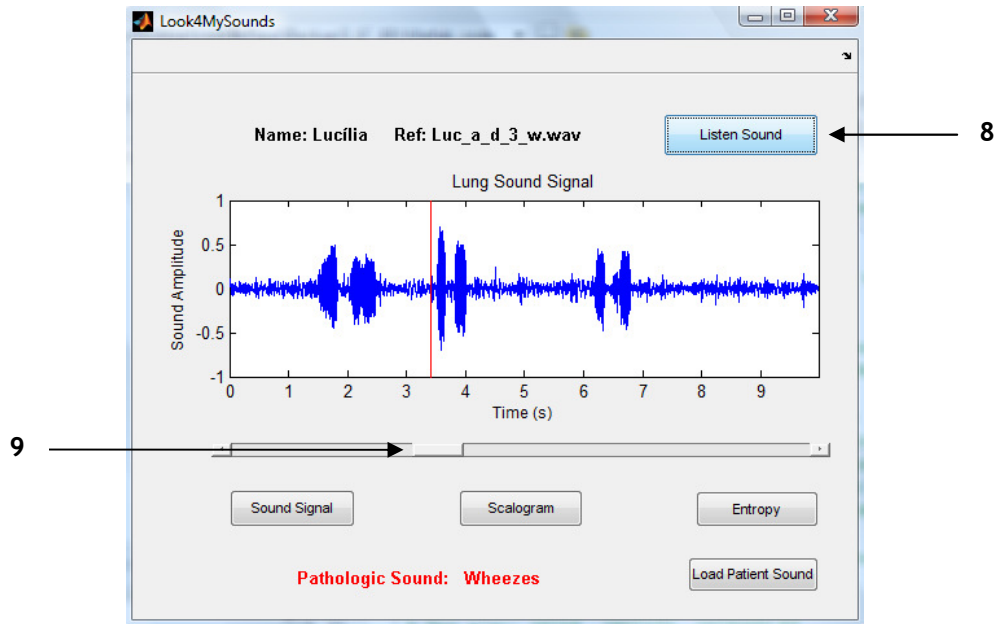 Look4MySounds
Name: Lucília Ref: Luc_a_d_3_w.wav
Listen Sound
8
Lung Sound Signal
Sound Amplitude
1
0.5
0
-0.5
-1
0 1 2 3 4 5 6 7 8 9
Time (s)
9
Sound Signal
Scalogram
Entropy
Pathologic Sound: Wheezes
Load Patient Sound